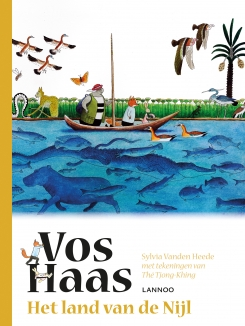 Vos
Haas
Sylvia Vanden Heede
met tekeningen van
Thé Tjong-Khing
LANNOO
Het land van de Nijl